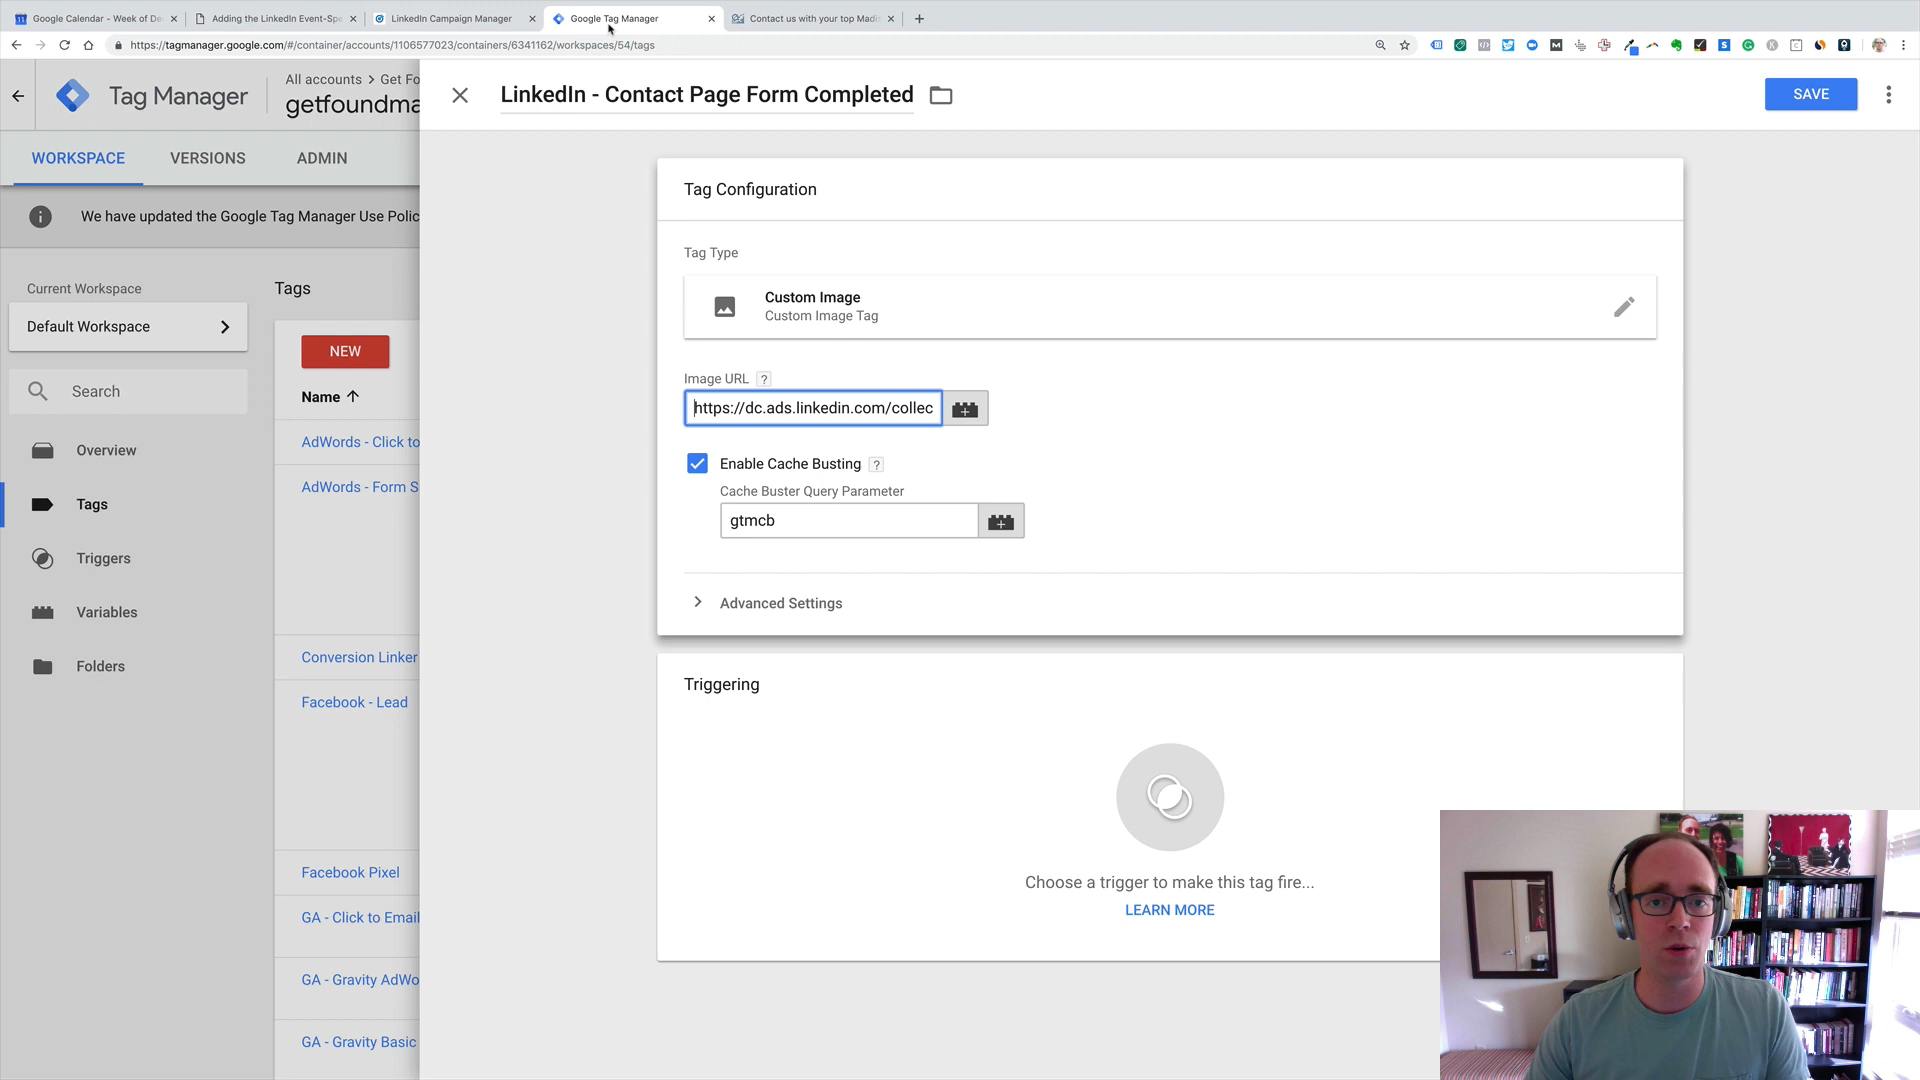 Google Calendar - Week of De
Adding the LinkedIn Event-Spe
LinkedIn Campaign Manager
Google Tag Manager
Contact us with your top Madi
https://tagmanager.google.com/#/container/accounts/1106577023/containers/6341162/workspaces/54/tags
Tag Manager
All accounts > Get Fo
getfoundma
LinkedIn - Contact Page Form Completed
SAVE
WORKSPACE
VERSIONS
ADMIN
We have updated the Google Tag Manager Use Polic
Current Workspace
Default Workspace
Search
Overview
Tags
Triggers
Variables
Folders
Tags
NEW
Name
AdWords - Click to
AdWords - Form S
Conversion Linker
Facebook - Lead
Facebook Pixel
GA - Click to Email
GA - Gravity AdWo
GA - Gravity Basic
Tag Configuration
Tag Type
Custom Image
Custom Image Tag
Image URL ?
https://dc.ads.linkedin.com/collec
Enable Cache Busting ?
Cache Buster Query Parameter
gtmcb
Advanced Settings
Triggering
Choose a trigger to make this tag fire...
LEARN MORE